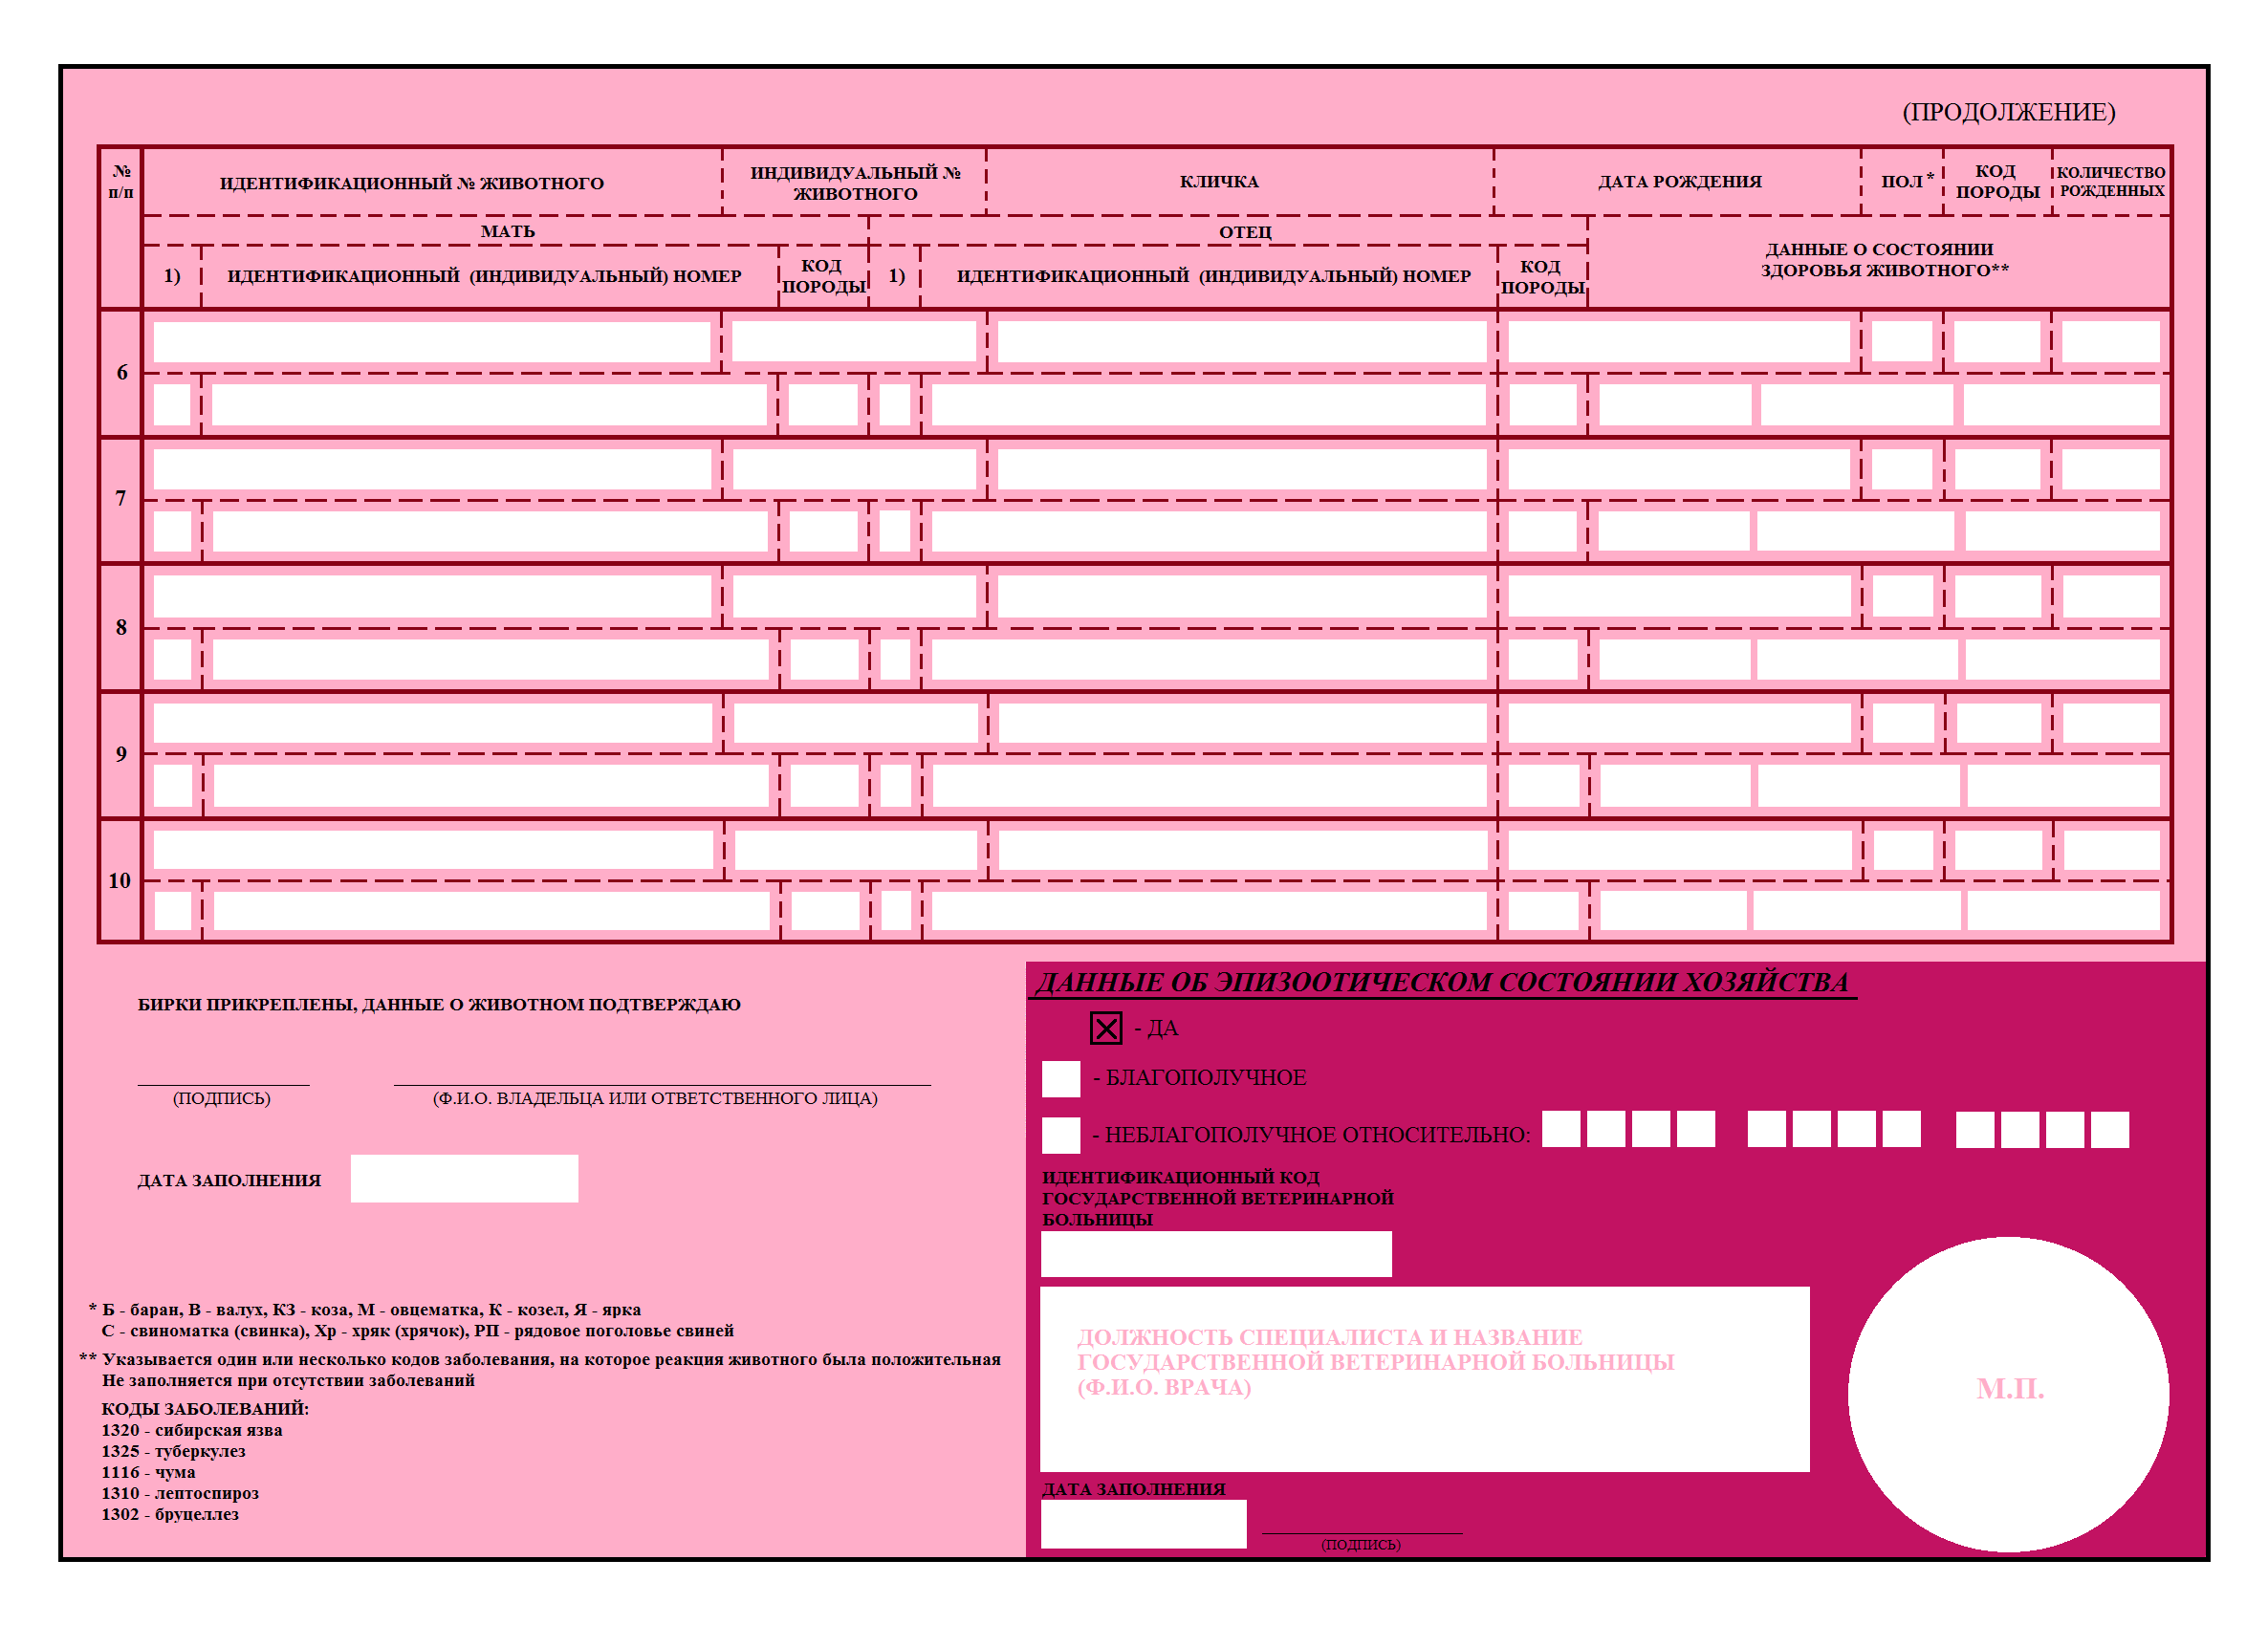 (ПРОДОЛЖЕНИЕ)
№
п/п
ИДЕНТИФИКАЦИОННЫЙ № ЖИВОТНОГО
ИНДИВИДУАЛЬНЫЙ №
ЖИВОТНОГО
КЛИЧКА
ДАТА РОЖДЕНИЯ
ПОЛ *
КОД
ПОРОДЫ
КОЛИЧЕСТВО
РОЖДЕННЫХ
МАТЬ
ОТЕЦ
ДАННЫЕ О СОСТОЯНИИ
ЗДОРОВЬЯ ЖИВОТНОГО**
1)
ИДЕНТИФИКАЦИОННЫЙ (ИНДИВИДУАЛЬНЫЙ) НОМЕР
КОД
ПОРОДЫ
1)
ИДЕНТИФИКАЦИОННЫЙ (ИНДИВИДУАЛЬНЫЙ) НОМЕР
КОД
ПОРОДЫ
6
7
8
9
10
БИРКИ ПРИКРЕПЛЕНЫ, ДАННЫЕ О ЖИВОТНОМ ПОДТВЕРЖДАЮ
(ПОДПИСЬ)
(Ф.И.О. ВЛАДЕЛЬЦА ИЛИ ОТВЕТСТВЕННОГО ЛИЦА)
ДАТА ЗАПОЛНЕНИЯ
* Б - баран, В - валух, КЗ - коза, М - овцематка, К - козел, Я - ярка
С - свиноматка (свинка), Хр - хряк (хрячок), РП - рядовое поголовье свиней
** Указывается один или несколько кодов заболевания, на которое реакция животного была положительная
Не заполняется при отсутствии заболеваний
КОДЫ ЗАБОЛЕВАНИЙ:
1320 - сибирская язва
1325 - туберкулез
1116 - чума
1310 - лептоспироз
1302 - бруцеллез
ДАННЫЕ ОБ ЭПИЗООТИЧЕСКОМ СОСТОЯНИИ ХОЗЯЙСТВА
- ДА
- БЛАГОПОЛУЧНОЕ
- НЕБЛАГОПОЛУЧНОЕ ОТНОСИТЕЛЬНО:
ИДЕНТИФИКАЦИОННЫЙ КОД
ГОСУДАРСТВЕННОЙ ВЕТЕРИНАРНОЙ
БОЛЬНИЦЫ
ДОЛЖНОСТЬ СПЕЦИАЛИСТА И НАЗВАНИЕ
ГОСУДАРСТВЕННОЙ ВЕТЕРИНАРНОЙ БОЛЬНИЦЫ
(Ф.И.О. ВРАЧА)
М.П.
ДАТА ЗАПОЛНЕНИЯ
(ПОДПИСЬ)